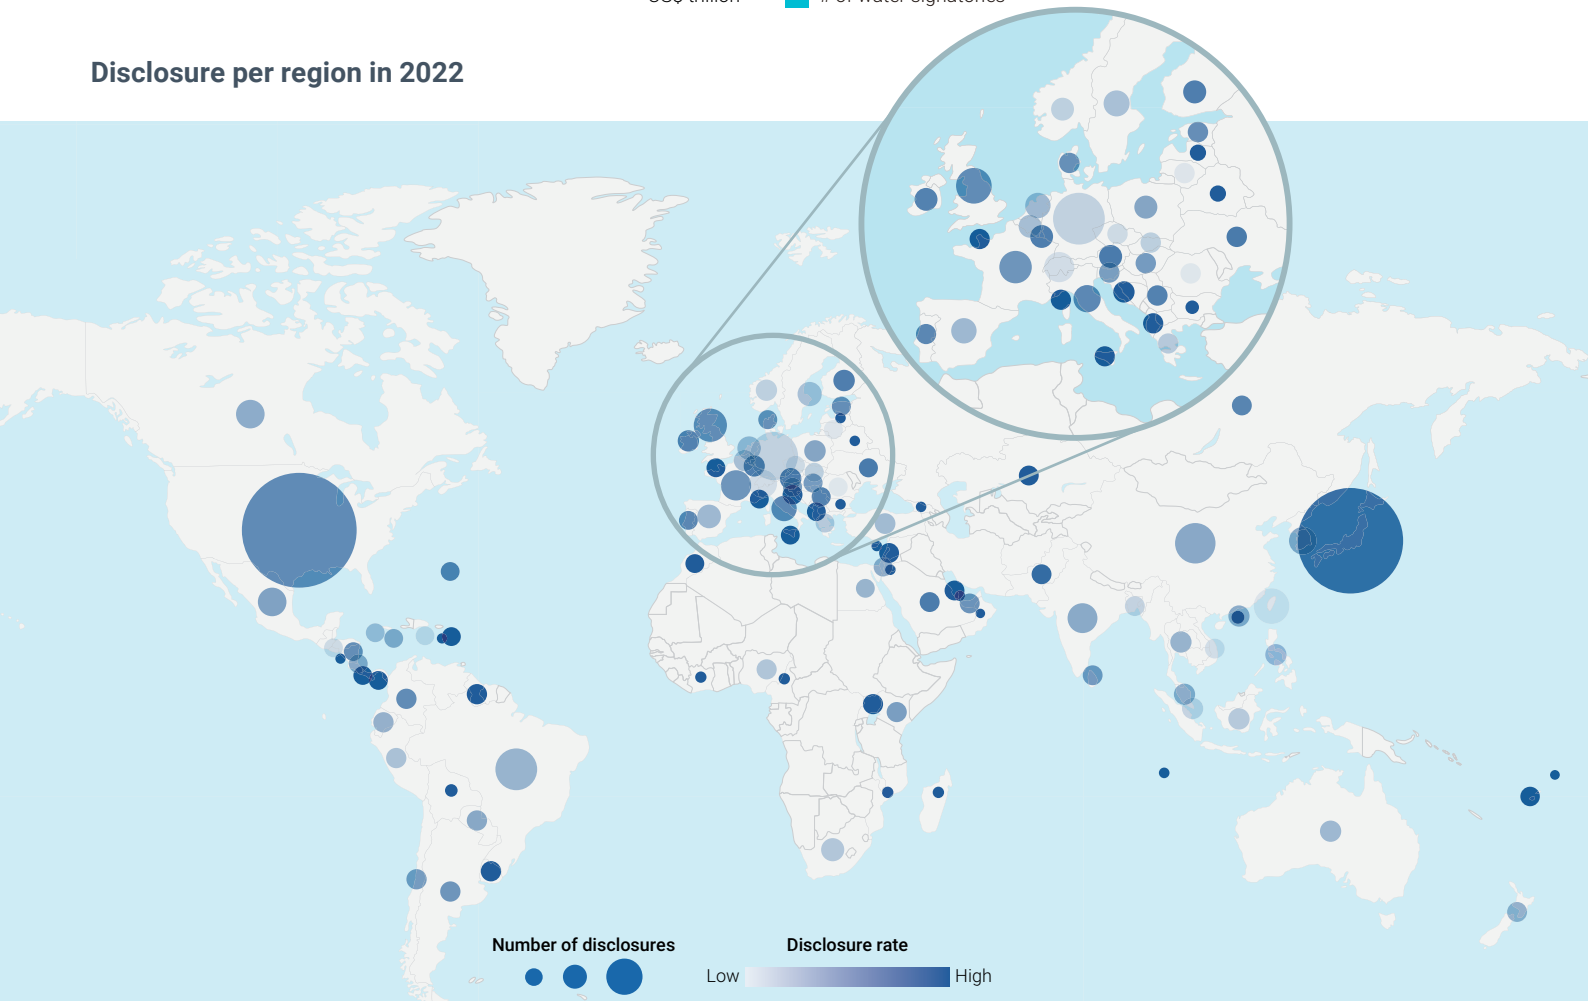 Disclosure per region in 2022
Number of disclosures
Disclosure rate
Low
High